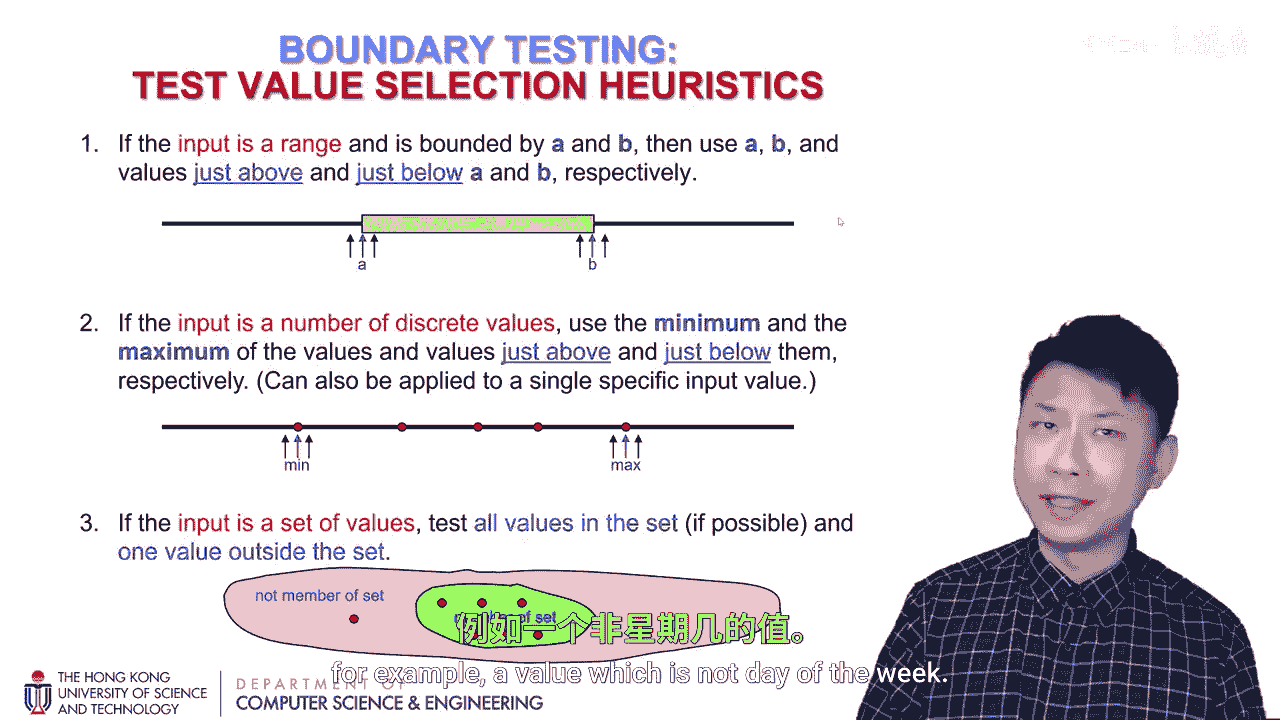 BOUNDARY TESTING:
TEST VALUE SELECTION HEURISTICS
1. If the input is a range and is bounded by a and b, then use a, b, and
values just above and just below a and b, respectively.
a
b
2. If the input is a number of discrete values, use the minimum and the
maximum of the values and values just above and just below them,
respectively. (Can also be applied to a single specific input value.)
min
max
3. If the input is a set of values, test all values in the set (if possible) and
one value outside the set.
not member of set
of set
例如一个非星期几的值。
for example, a value which is not day of the week.
THE HONG KONG
UNIVERSITY OF SCIENCE
AND TECHNOLOGY
DEPARTMENT OF
COMPUTER SCIENCE & ENGINEERING